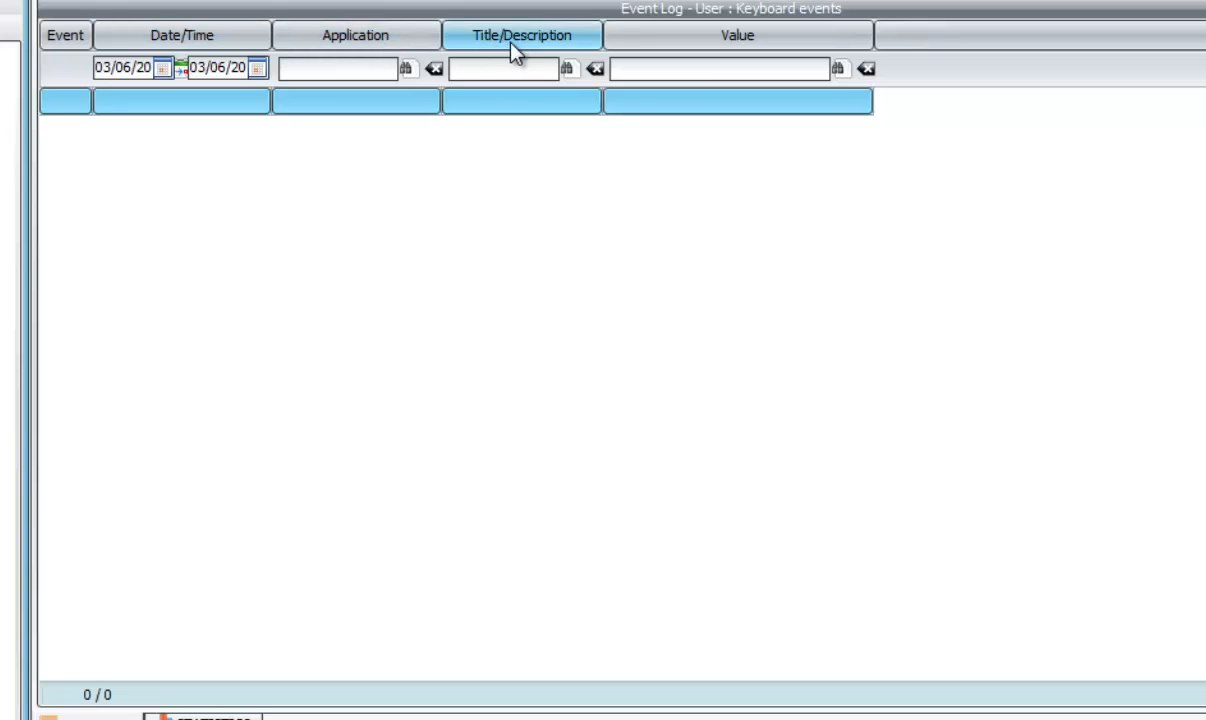 Event Log - User : Keyboard events
Event Date/Time Application Title/Description Value
03/06/20 03/06/20
0 / 0